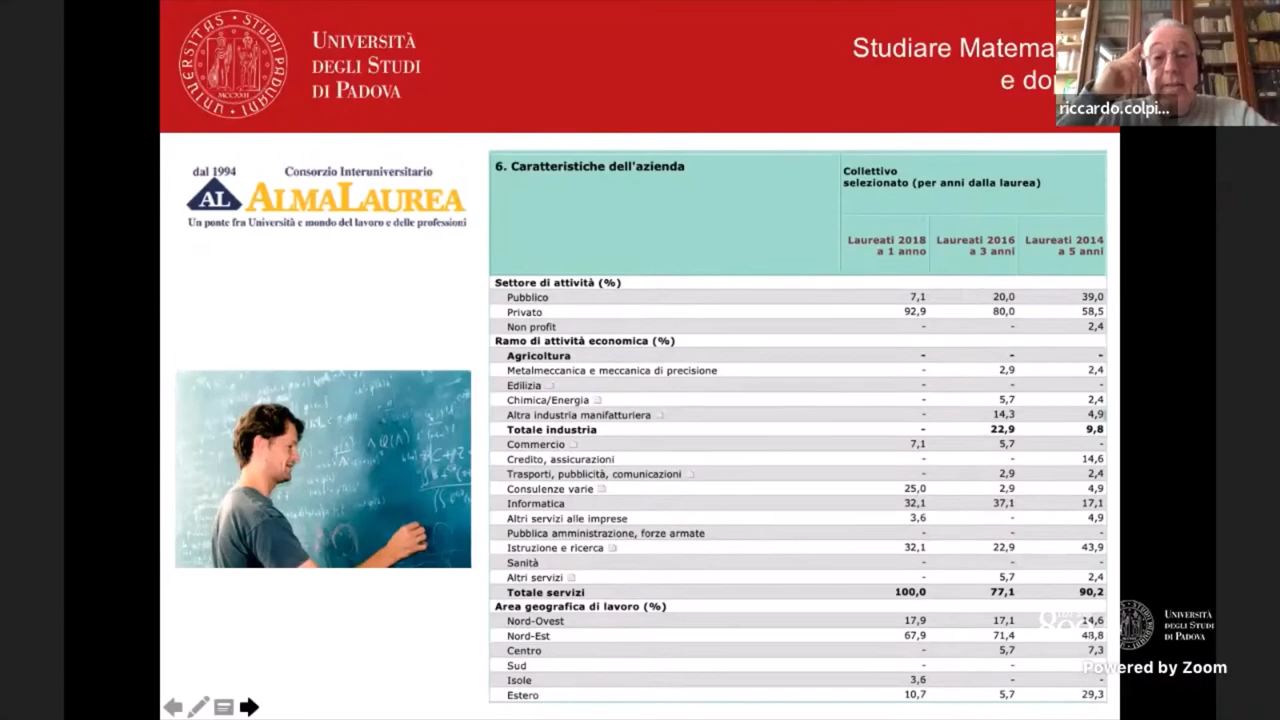 UNIVERSITÀ
DEGLI STUDI
DI PADOVA
Studiare Matema
e do
riccardo.colpi...
dal 1994
Consorzio Interuniversitario
AL ALMALAUREA
Un ponte fra Università e mondo del lavoro e delle professioni
6. Caratteristiche dell'azienda
Collettivo
selezionato (per anni dalla laurea)
Laureati 2018 Laureati 2016 Laureati 2014
a 1 anno a 3 anni a 5 anni
Settore di attività (%)
Pubblico 7,1 20,0 39,0
Privato 92,9 80,0 58,5
Non profit - - 2,4
Ramo di attività economica (%)
Agricoltura - - -
Metalmeccanica e meccanica di precisione - 2,9 2,4
Edilizia - - -
Chimica/Energia - 5,7 2,4
Altra industria manifatturiera - 14,3 4,9
Totale industria - 22,9 9,8
Commercio 7,1 5,7 -
Credito, assicurazioni - - 14,6
Trasporti, pubblicità, comunicazioni - 2,9 2,4
Consulenze varie 25,0 2,9 4,9
Informatica 32,1 37,1 17,1
Altri servizi alle imprese 3,6 - 4,9
Pubblica amministrazione, forze armate - - -
Istruzione e ricerca 32,1 22,9 43,9
Sanità - - -
Altri servizi - 5,7 2,4
Totale servizi 100,0 77,1 90,2
Area geografica di lavoro (%)
Nord-Ovest 17,9 17,1 14,6
Nord-Est 67,9 71,4 48,8
Centro - 5,7 7,3
Sud - - -
Isole 3,6 - -
Estero 10,7 5,7 29,3
UNIVERSITÀ
DEGLI STUDI
DI PADOVA
Powered by Zoom